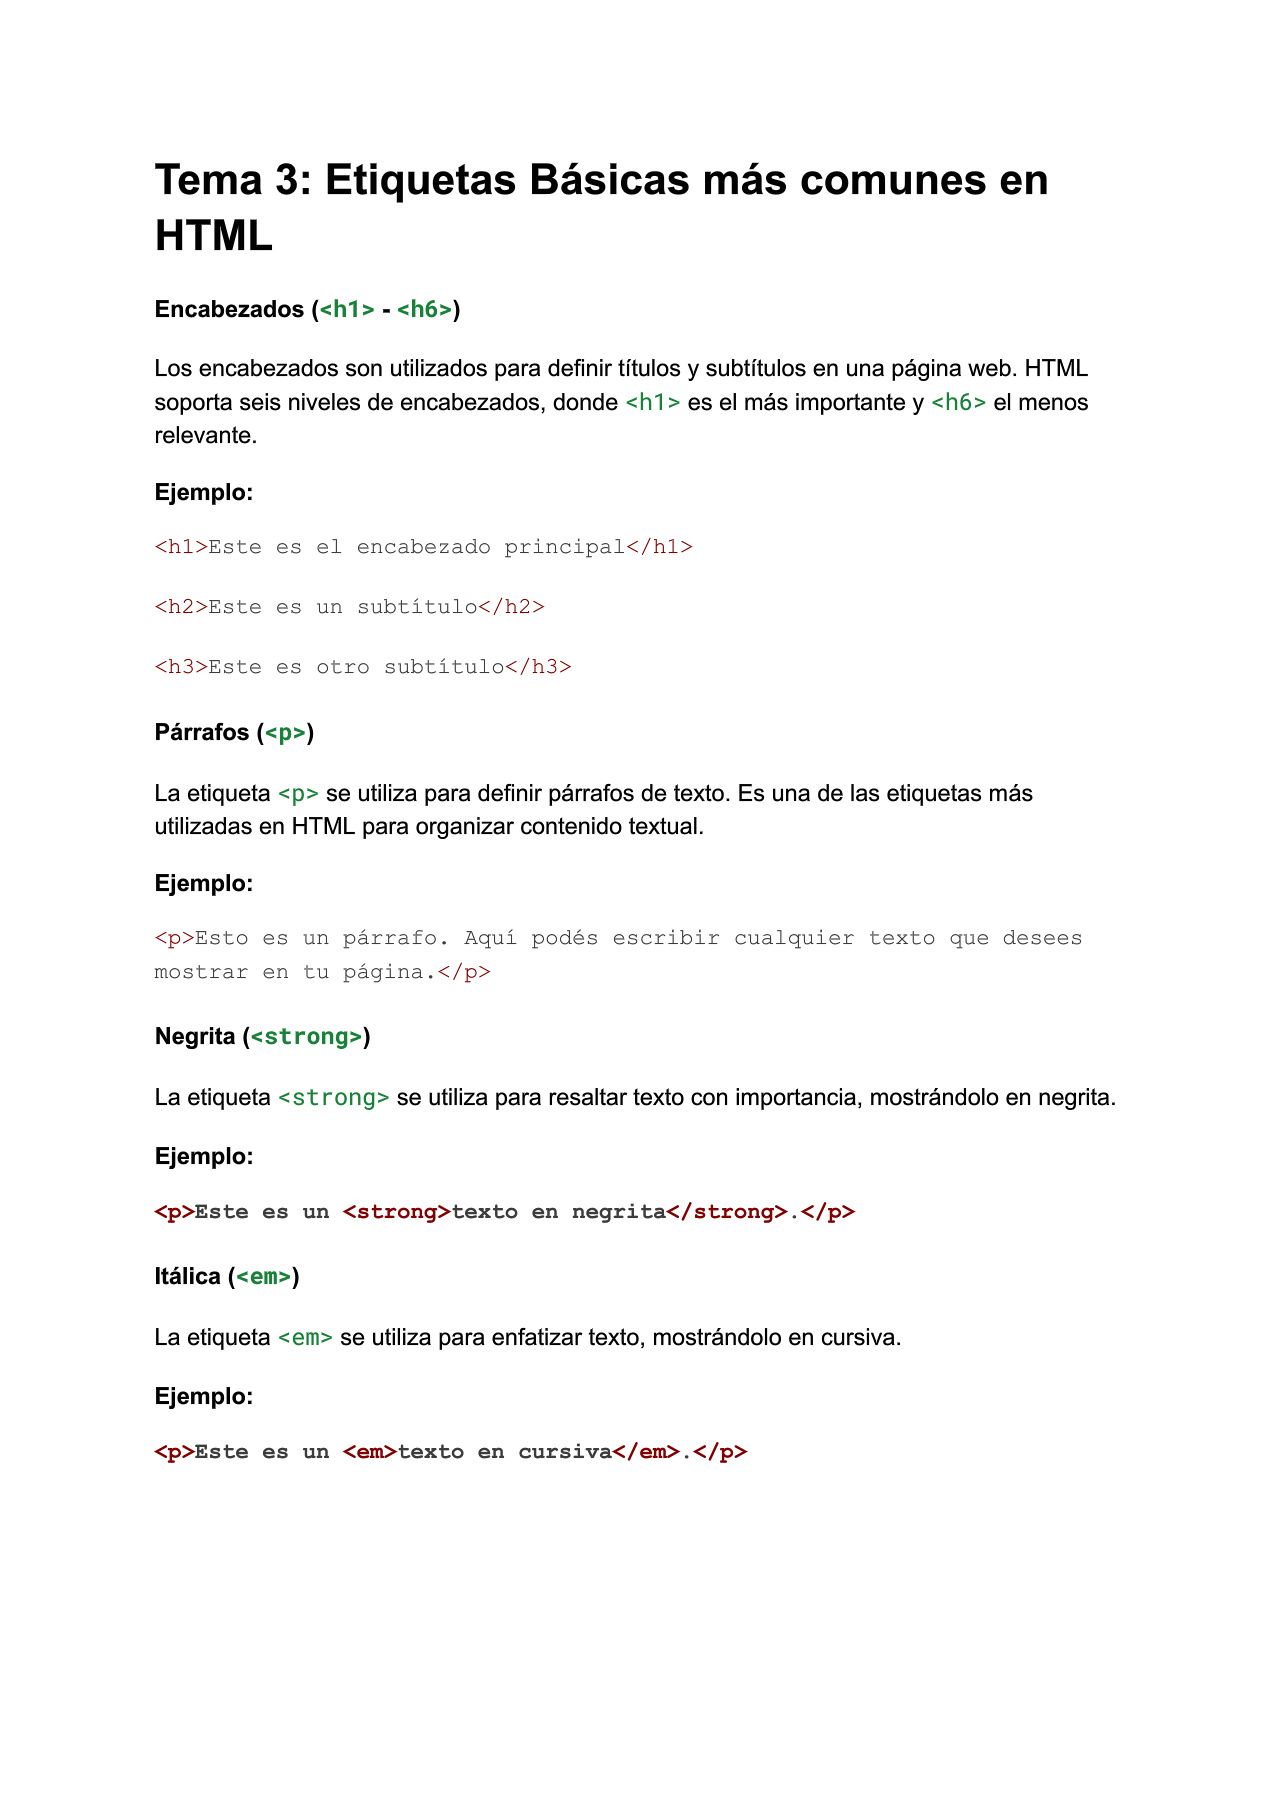 Tema 3: Etiquetas Básicas más comunes en
HTML
Encabezados (<h1> - <h6>)
Los encabezados son utilizados para definir títulos y subtítulos en una página web. HTML
soporta seis niveles de encabezados, donde <h1> es el más importante y <h6> el menos
relevante.
Ejemplo:
<h1>Este es el encabezado principal</h1>
<h2>Este es un subtítulo</h2>
<h3>Este es otro subtítulo</h3>
Párrafos (<p>)
La etiqueta <p> se utiliza para definir párrafos de texto. Es una de las etiquetas más
utilizadas en HTML para organizar contenido textual.
Ejemplo:
<p>Esto es un párrafo. Aquí podés escribir cualquier texto que desees
mostrar en tu página.</p>
Negrita (<strong>)
La etiqueta <strong> se utiliza para resaltar texto con importancia, mostrándolo en negrita.
Ejemplo:
<p>Este es un <strong>texto en negrita</strong>.</p>
Itálica (<em>)
La etiqueta <em> se utiliza para enfatizar texto, mostrándolo en cursiva.
Ejemplo:
<p>Este es un <em>texto en cursiva</em>.</p>